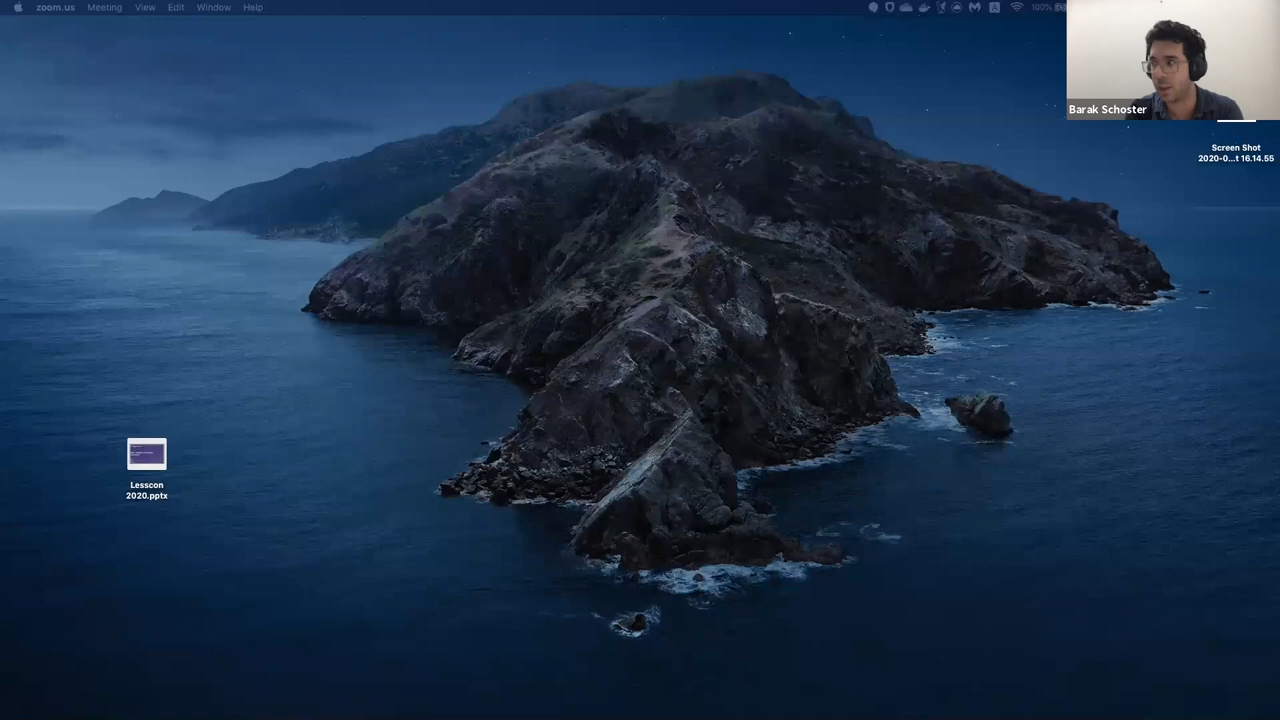 zoom.us Meeting View Edit Window Help
A 100%
Barak Schoster
Screen Shot
2020-0...t 16.14.55
Lesscon
2020.pptx